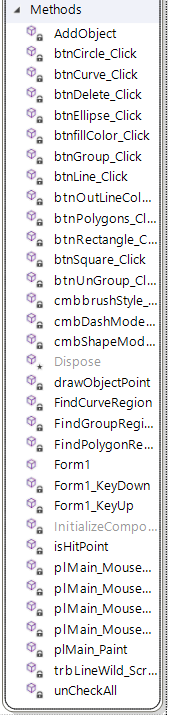 Methods
AddObject
btnCircle_Click
btnCurve_Click
btnDelete_Click
btnEllipse_Click
btnfillColor_Click
btnGroup_Click
btnLine_Click
btnOutLineCol...
btnPolygons_Cl...
btnRectangle_C...
btnSquare_Click
btnUnGroup_Cl...
cmbbrushStyle_...
cmbDashMode...
cmbShapeMod...
Dispose
drawObjectPoint
FindCurveRegion
FindGroupRegi...
FindPolygonRe...
Form1
Form1_KeyDown
Form1_KeyUp
InitializeCompo...
isHitPoint
plMain_Mouse...
plMain_Mouse...
plMain_Mouse...
plMain_Mouse...
plMain_Paint
trbLineWild_Scr...
unCheckAll